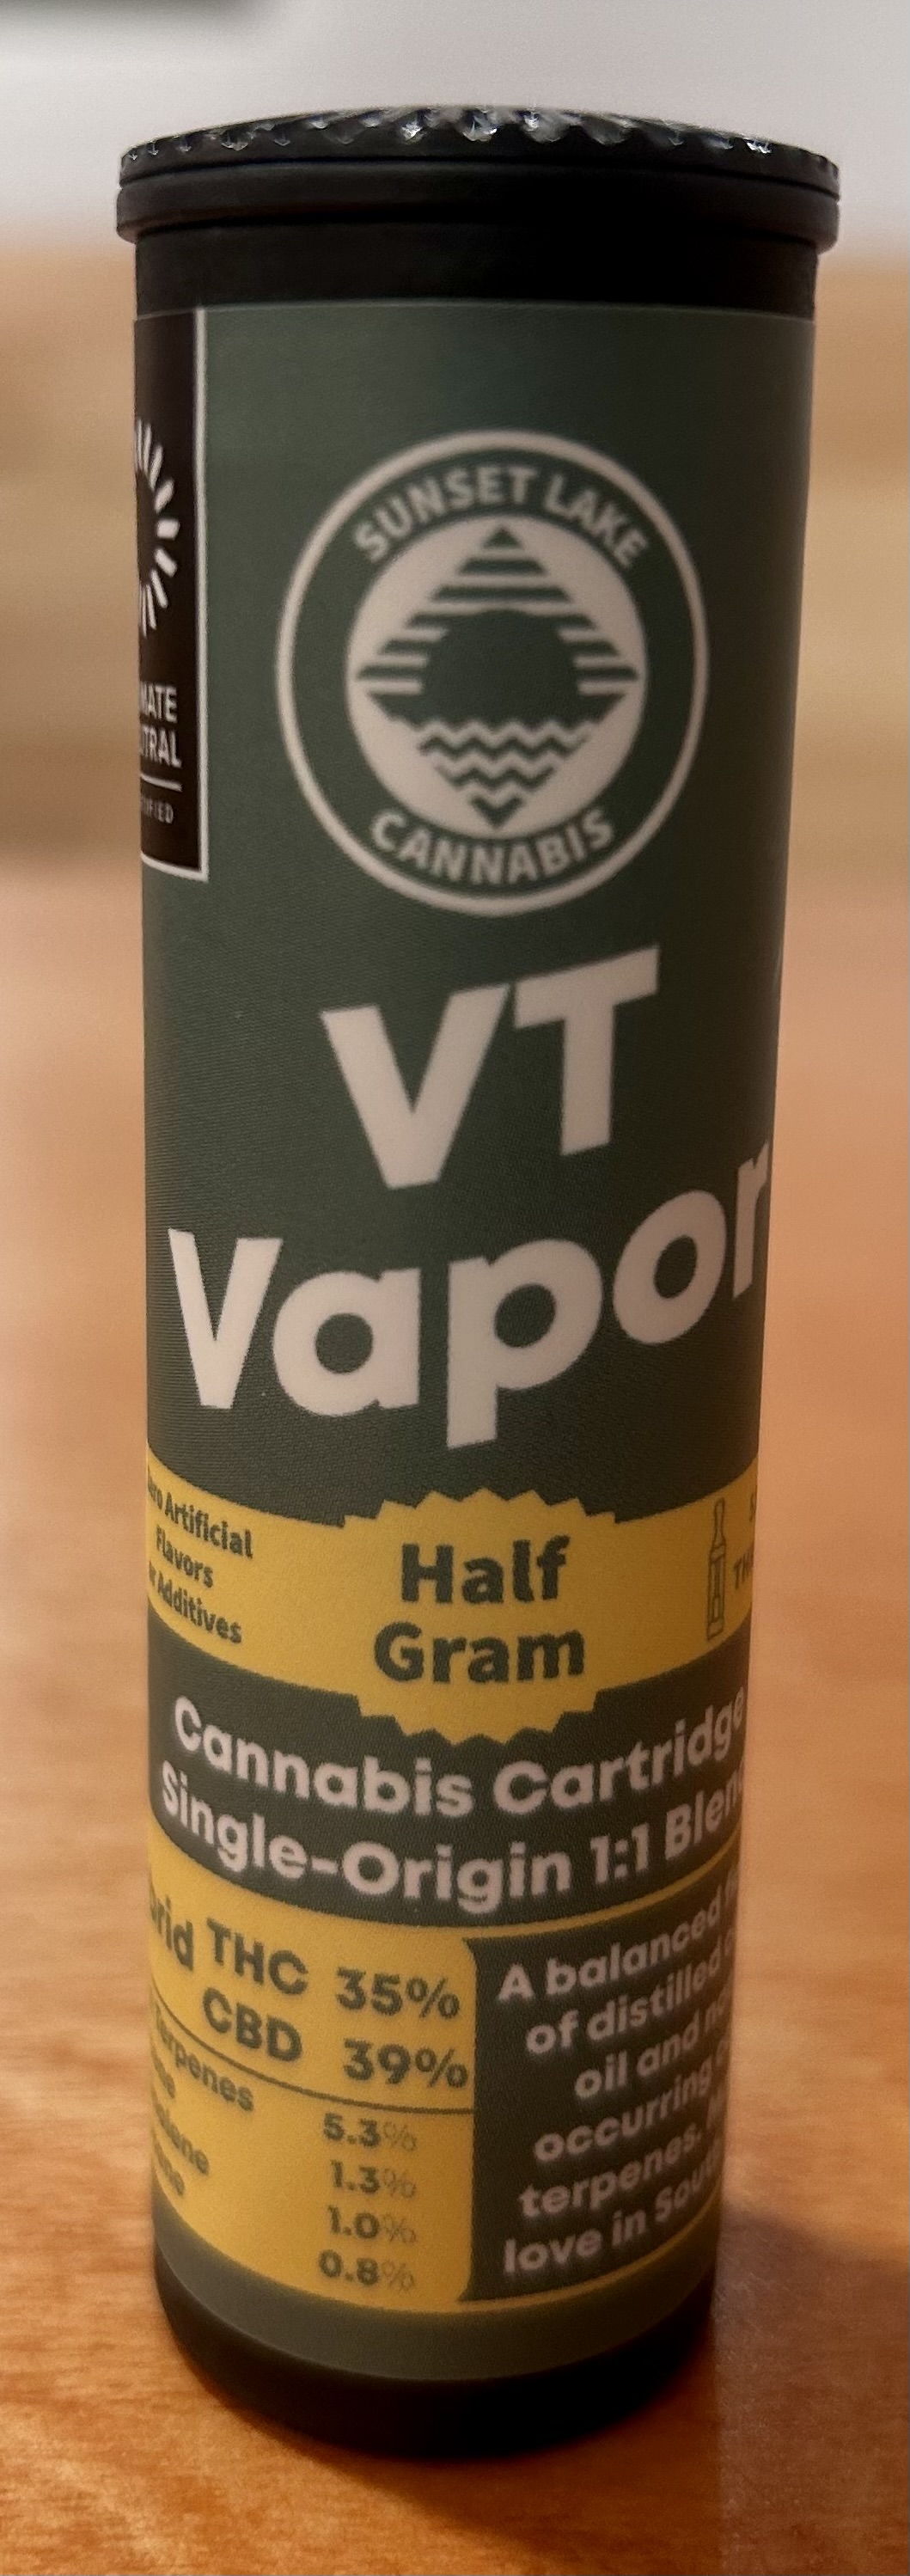 SUNSET LAKE
CANNABIS
VT
Vapor
Artificial
Flavors
Additives
Half
Gram
Cannabis Cartridge
Single-Origin 1:1
THC 35%
CBD 39%
Terpenes
5.3%
1.3%
1.0%
0.8%
A balanced
of distilled
oil and
occurring
terpenes.
love in